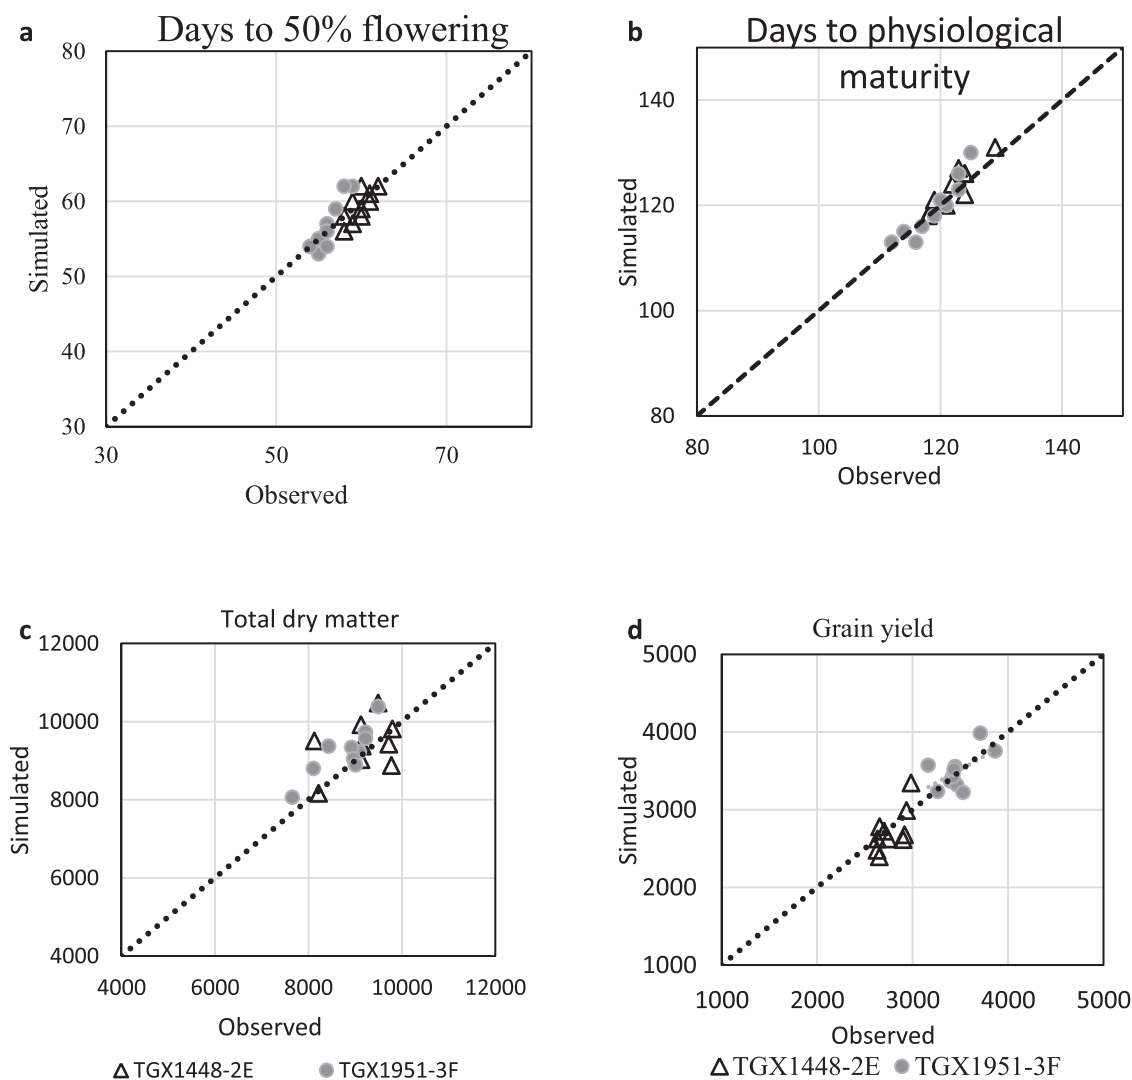 a
Days to 50% flowering
80
70
60
50
40
30
Simulated
30 50 70
Observed
b
Days to physiological
maturity
140
120
100
80
Simulated
80 100 120 140
Observed
c
Total dry matter
12000
10000
8000
6000
4000
Simulated
4000 6000 8000 10000 12000
Observed
TGX1448-2E TGX1951-3F
d
Grain yield
5000
4000
3000
2000
1000
Simulated
1000 2000 3000 4000 5000
Observed
TGX1448-2E TGX1951-3F